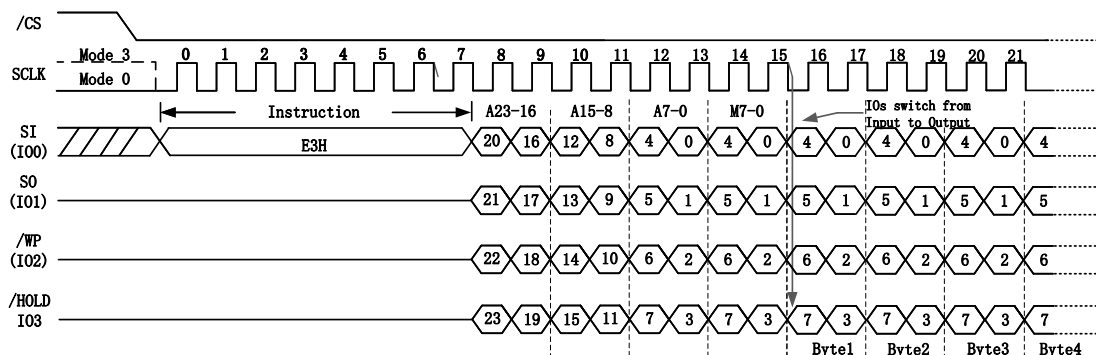 /CS
Mode 3 0 1 2 3 4 5 6 7 8 9 10 11 12 13 14 15 16 17 18 19 20 21
SCLK
Mode 0
Instruction A23-16 A15-8 A7-0 M7-0 IOs switch from
Input to Output
SI
(IO0) E3H 20 16 12 8 4 0 4 0 4 0 4 0 4 0 4
SO
(IO1) 21 17 13 9 5 1 5 1 5 1 5 1 5 1 5
/WP
(IO2) 22 18 14 10 6 2 6 2 6 2 6 2 6 2 6
/HOLD
IO3 23 19 15 11 7 3 7 3 7 3 7 3 7 3 7
Byte1 Byte2 Byte3 Byte4